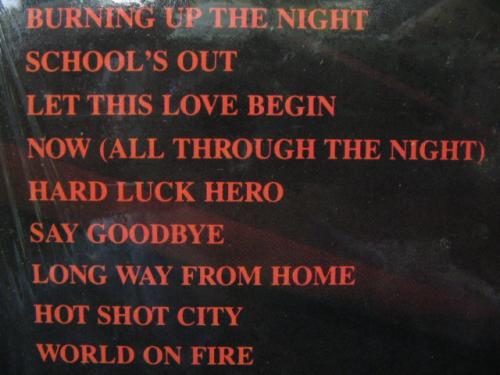 BURNING UP THE NIGHT
SCHOOL'S OUT
LET THIS LOVE BEGIN
NOW (ALL THROUGH THE NIGHT)
HARD LUCK HERO
SAY GOODBYE
LONG WAY FROM HOME
HOT SHOT CITY
WORLD ON FIRE